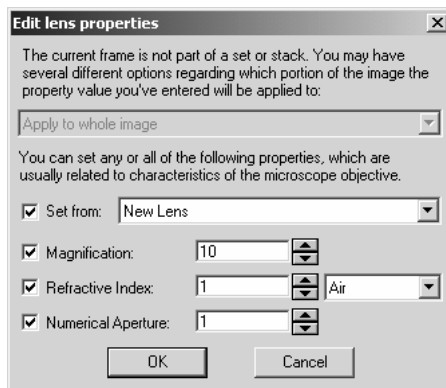 Edit lens properties
The current frame is not part of a set or stack. You may have
several different options regarding which portion of the image the
property value you've entered will be applied to:
Apply to whole image
You can set any or all of the following properties, which are
usually related to characteristics of the microscope objective.
Set from: New Lens
Magnification: 10
Refractive Index: 1 Air
Numerical Aperture: 1
OK Cancel